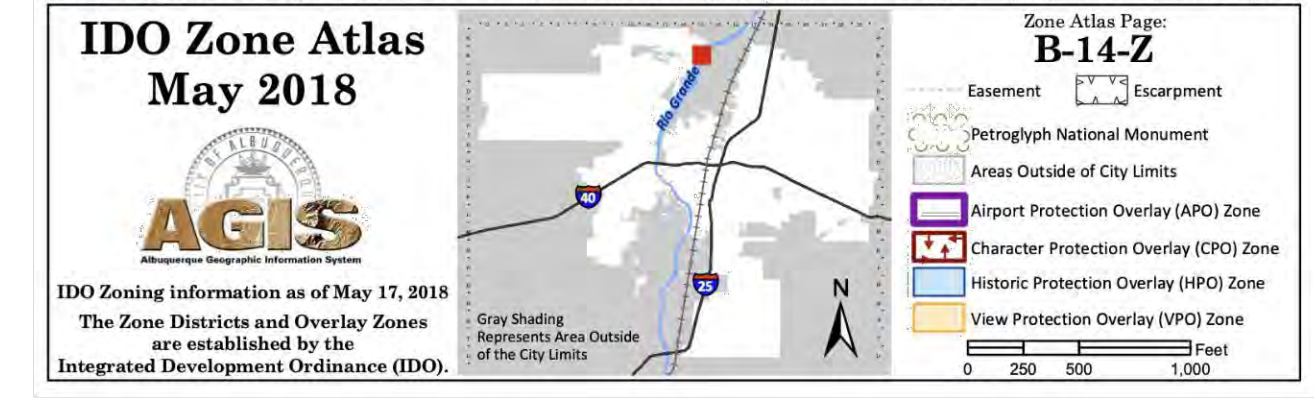 IDO Zone Atlas
May 2018
CITY OF ALBUQUERQUE
AGIS
Albuquerque Geographic Information System
IDO Zoning information as of May 17, 2018
The Zone Districts and Overlay Zones
are established by the
Integrated Development Ordinance (IDO).
Rio Grande
40
25
Gray Shading
Represents Area Outside
of the City Limits
N
Zone Atlas Page:
B-14-Z
Easement
Escarpment
Petroglyph National Monument
Areas Outside of City Limits
Airport Protection Overlay (APO) Zone
Character Protection Overlay (CPO) Zone
Historic Protection Overlay (HPO) Zone
View Protection Overlay (VPO) Zone
Feet
0 250 500 1,000